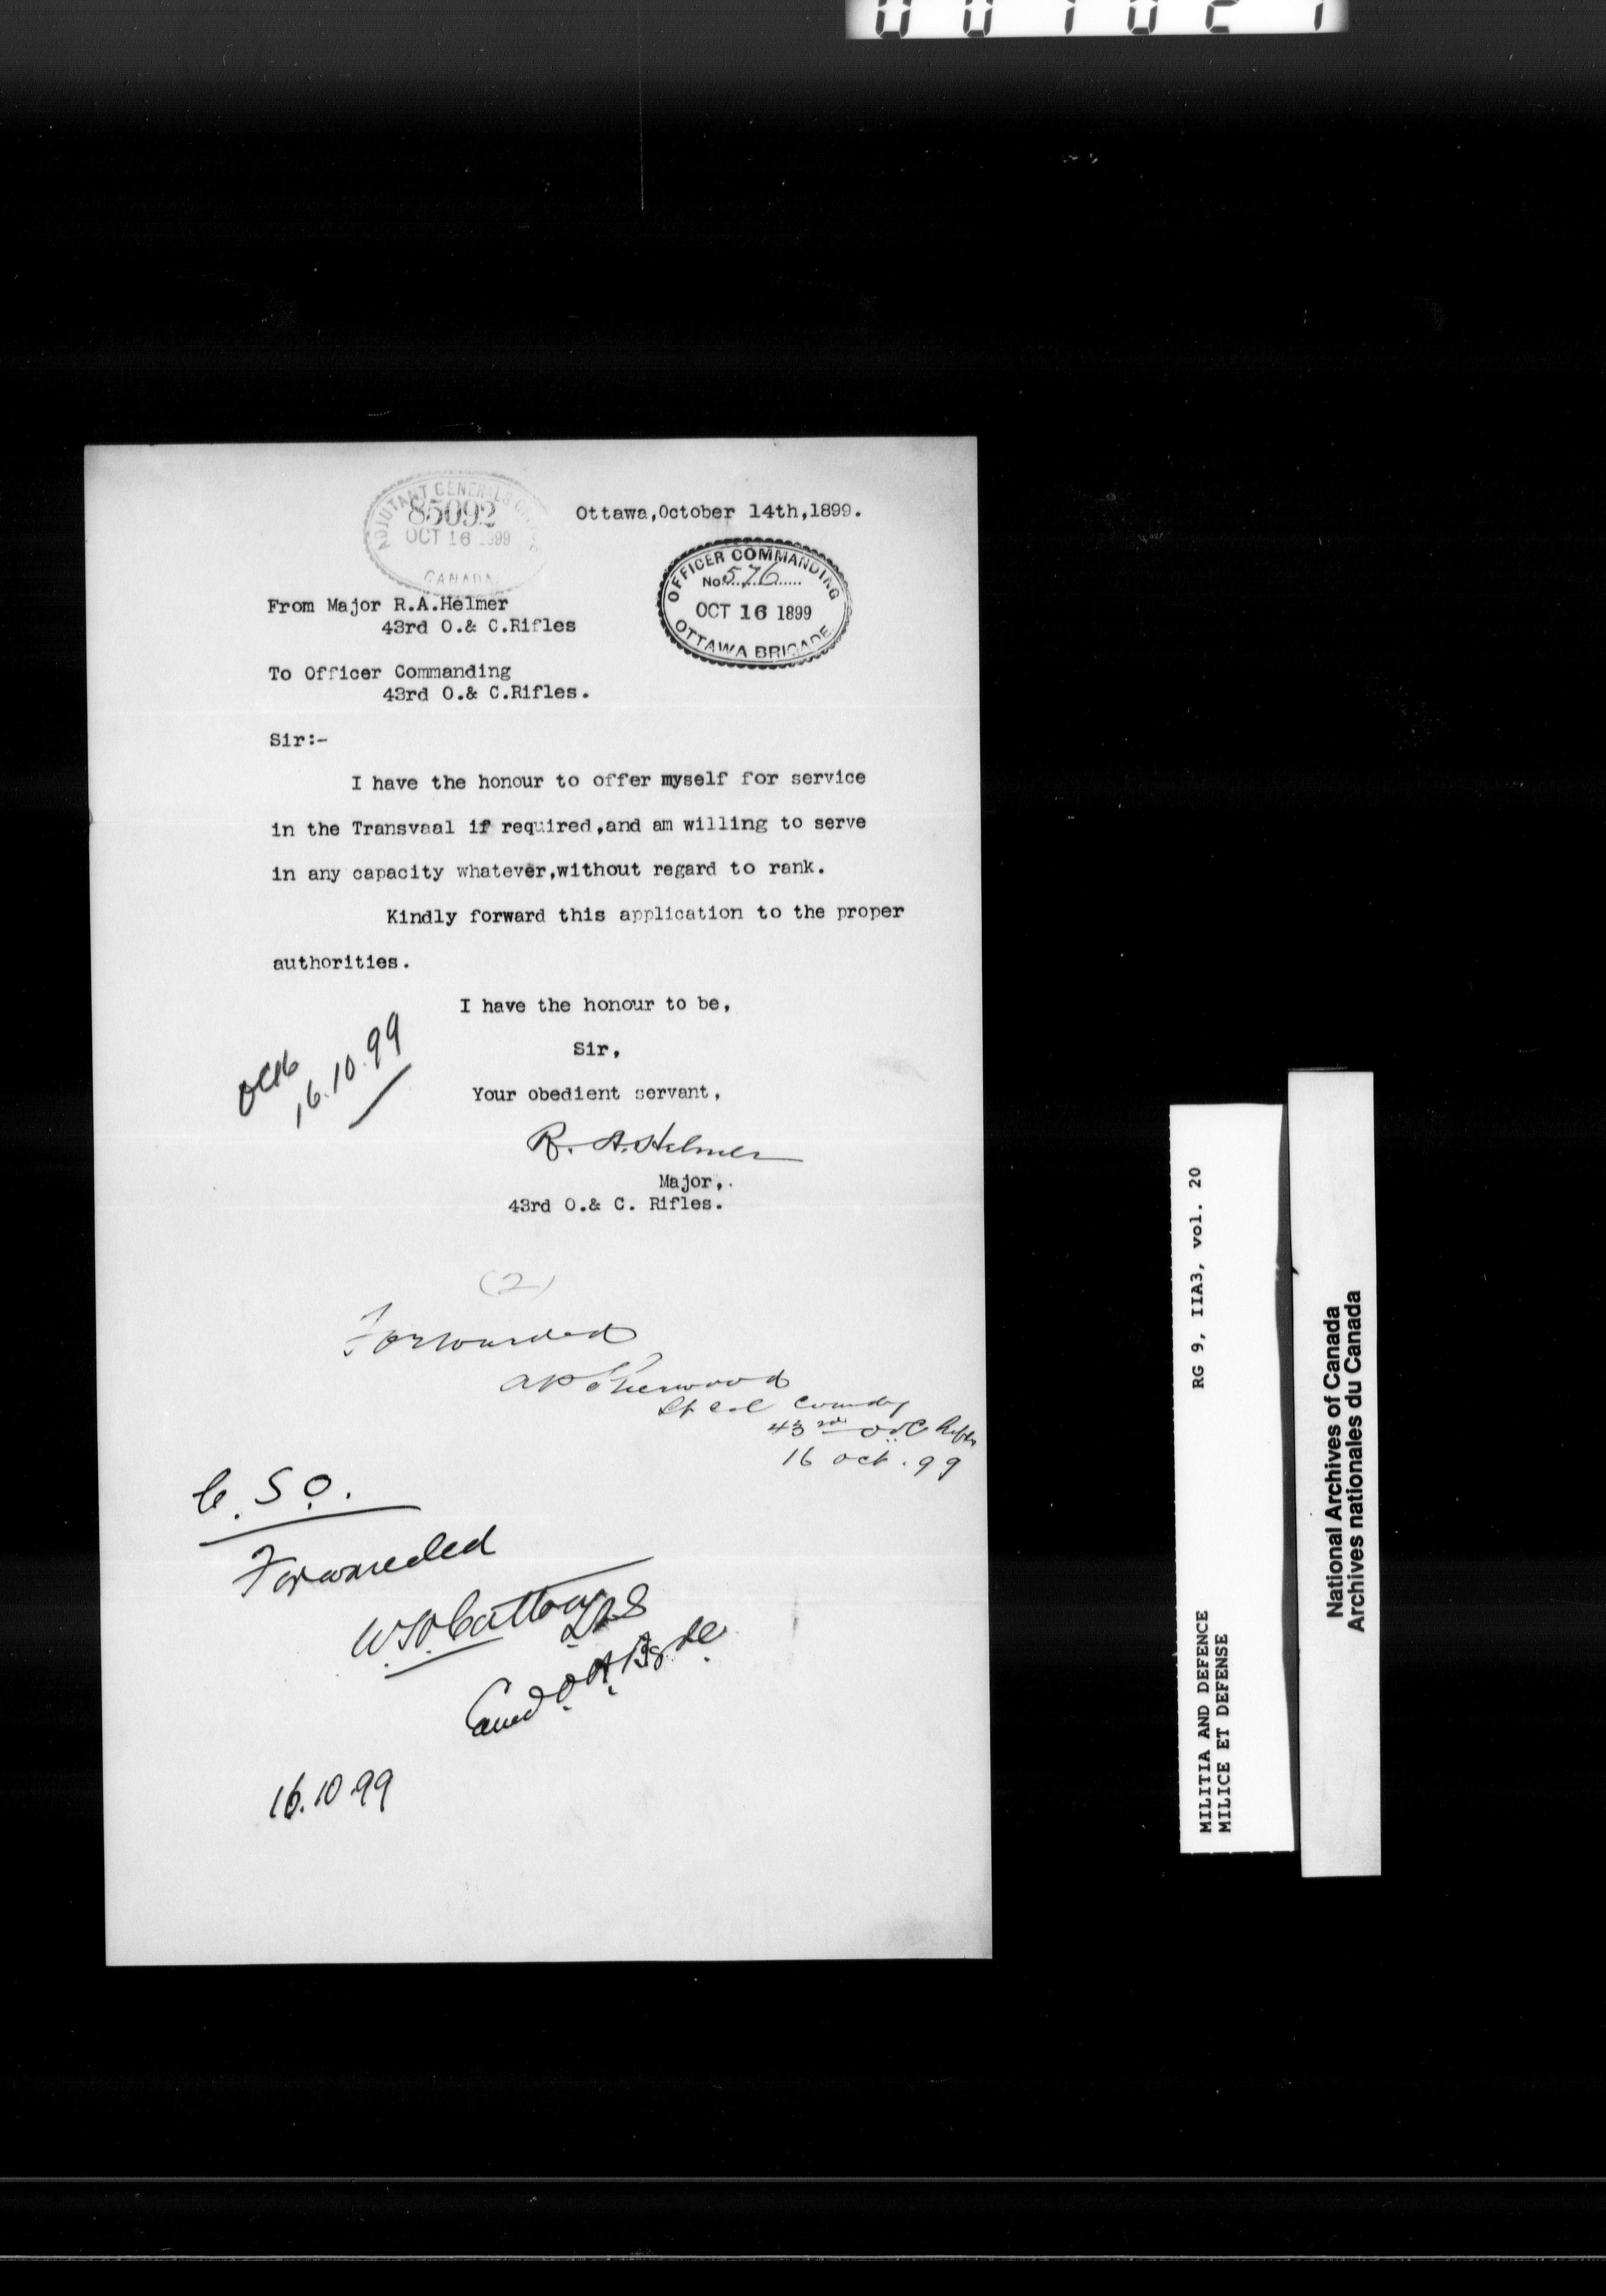 ADJUTANT GENERAL'S OFFICE
85092
OCT 16 1899
CANADA
Ottawa,October 14th,1899.
OFFICER COMMANDING
No 576
OCT 16 1899
OTTAWA BRIGADE
From Major R.A.Helmer
43rd O.& C.Rifles
To Officer Commanding
43rd O.& C.Rifles.
Sir:-
I have the honour to offer myself for service
in the Transvaal if required,and am willing to serve
in any capacity whatever,without regard to rank.
Kindly forward this application to the proper
authorities.
I have the honour to be,
Sir,
Your obedient servant,
16.10.99
R. A. Helmer
Major,.
43rd O.& C. Rifles.
(2)
Forwarded
A P Sherwood
Lt Col
43rd O & C Rifles
16 Oct. 99
C. S O.
Forwarded
16.10.99
RG 9, IIA3, vol. 20
MILITIA AND DEFENCE
MILICE ET DEFENSE
National Archives of Canada
Archives nationales du Canada